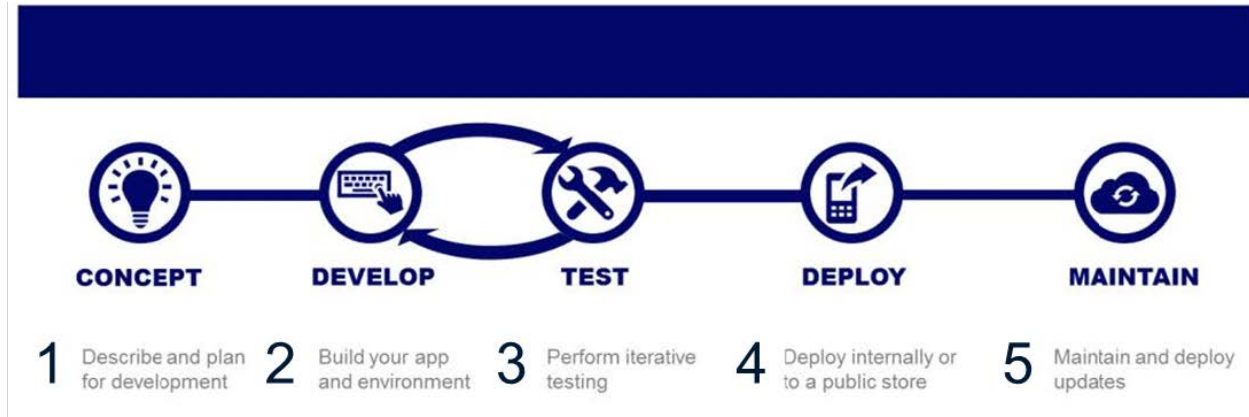 CONCEPT
DEVELOP
TEST
DEPLOY
MAINTAIN
1 Describe and plan
for development
2 Build your app
and environment
3 Perform iterative
testing
4 Deploy internally or
to a public store
5 Maintain and deploy
updates